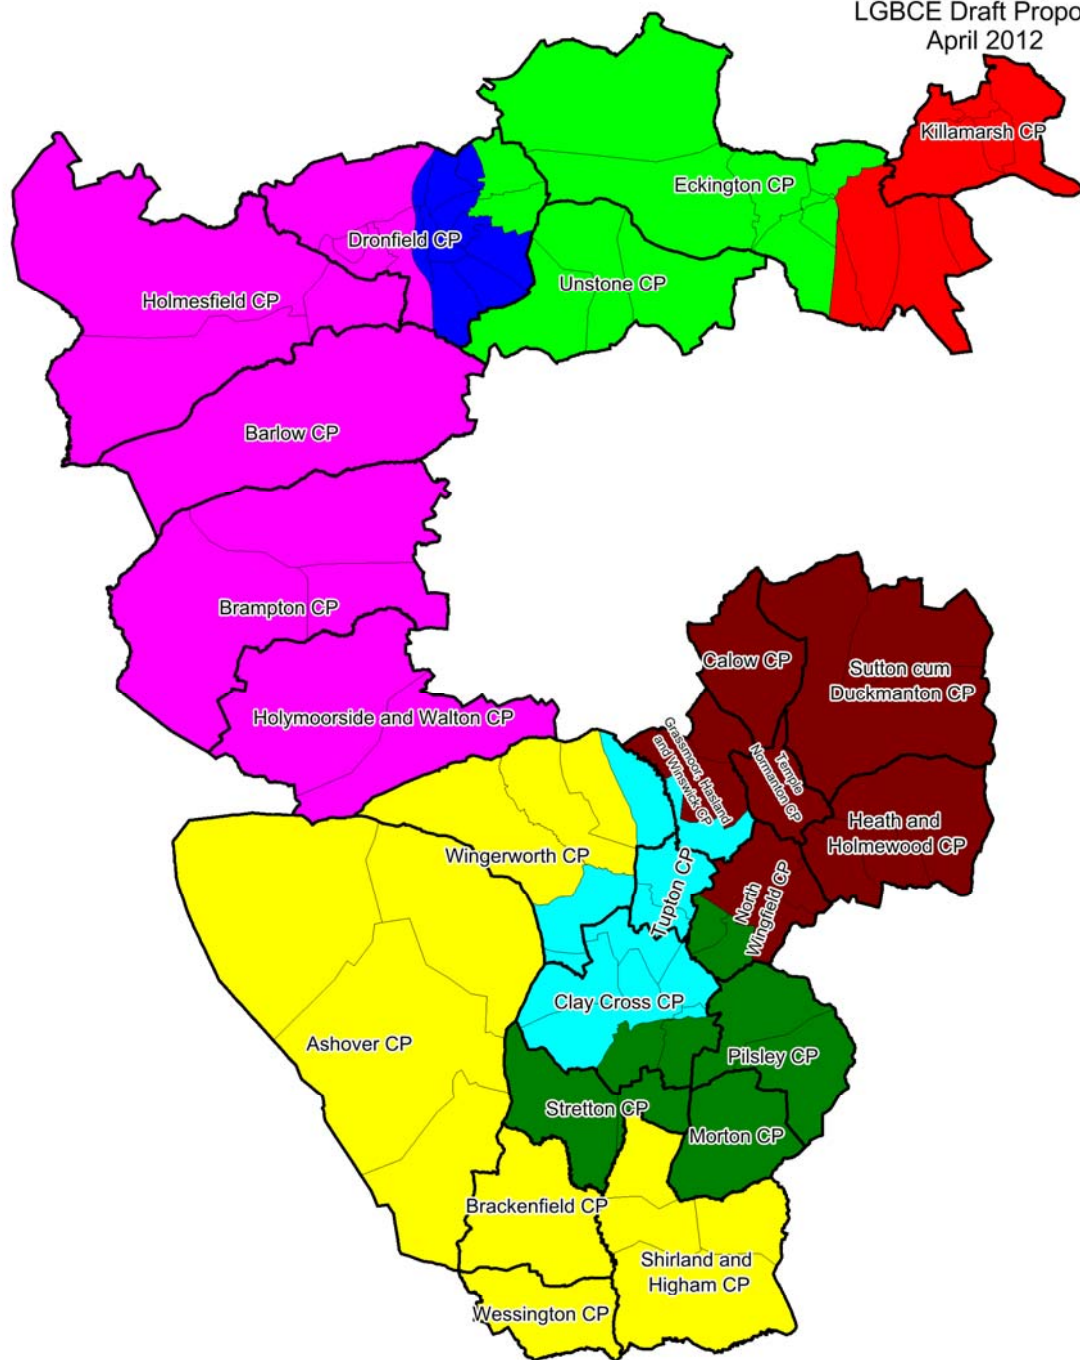 LGBCE Draft Propo
April 2012
Killamarsh CP
Eckington CP
Dronfield CP
Unstone CP
Holmesfield CP
Barlow CP
Brampton CP
Calow CP
Sutton cum
Duckmanton CP
Holymoorside and Walton CP
Grassmoor, Hasland
and Winswick CP
Temple
Normanton CP
Heath and
Holmewood CP
Wingerworth CP
Tupton CP
North
Wingfield CP
Clay Cross CP
Ashover CP
Pilsley CP
Stretton CP
Morton CP
Brackenfield CP
Shirland and
Higham CP
Wessington CP